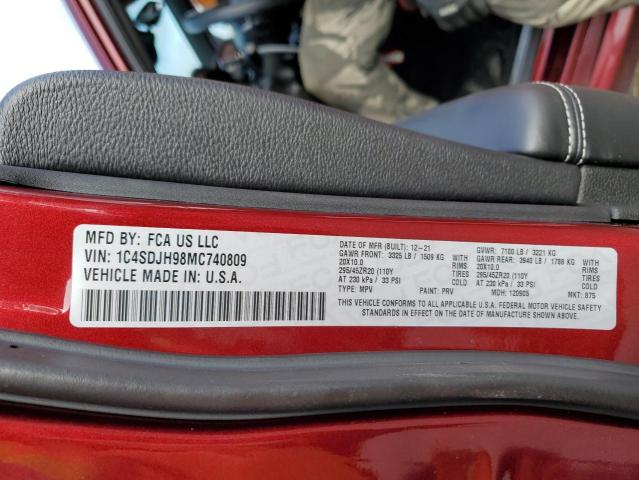 MFD BY: FCA US LLC
VIN: 1C4SDJH98MC740809
VEHICLE MADE IN U.S.A.
DATE OF MFR (BUILT): 12-21 GVWR: 7100 LB / 3221 KG
GAWR FRONT: 3325 LB / 1509 KG WITH GAWR REAR: 3940 LB / 1788 KG WITH
20X10.0 RIMS 20X10.0 RIMS
295/45ZR20 (110Y TIRES 295/45ZR20 (110Y TIRES
AT 230 kPa / 33 PSI COLD AT 230 kPa / 33 PSI COLD
TYPE: MPV PAINT: PRV MDH: 120905 MKT: 875
THIS VEHICLE CONFORMS TO ALL APPLICABLE U.S.A. FEDERAL MOTOR VEHICLE SAFETY
STANDARDS IN EFFECT ON THE DATE OF MANUFACTURE SHOWN ABOVE